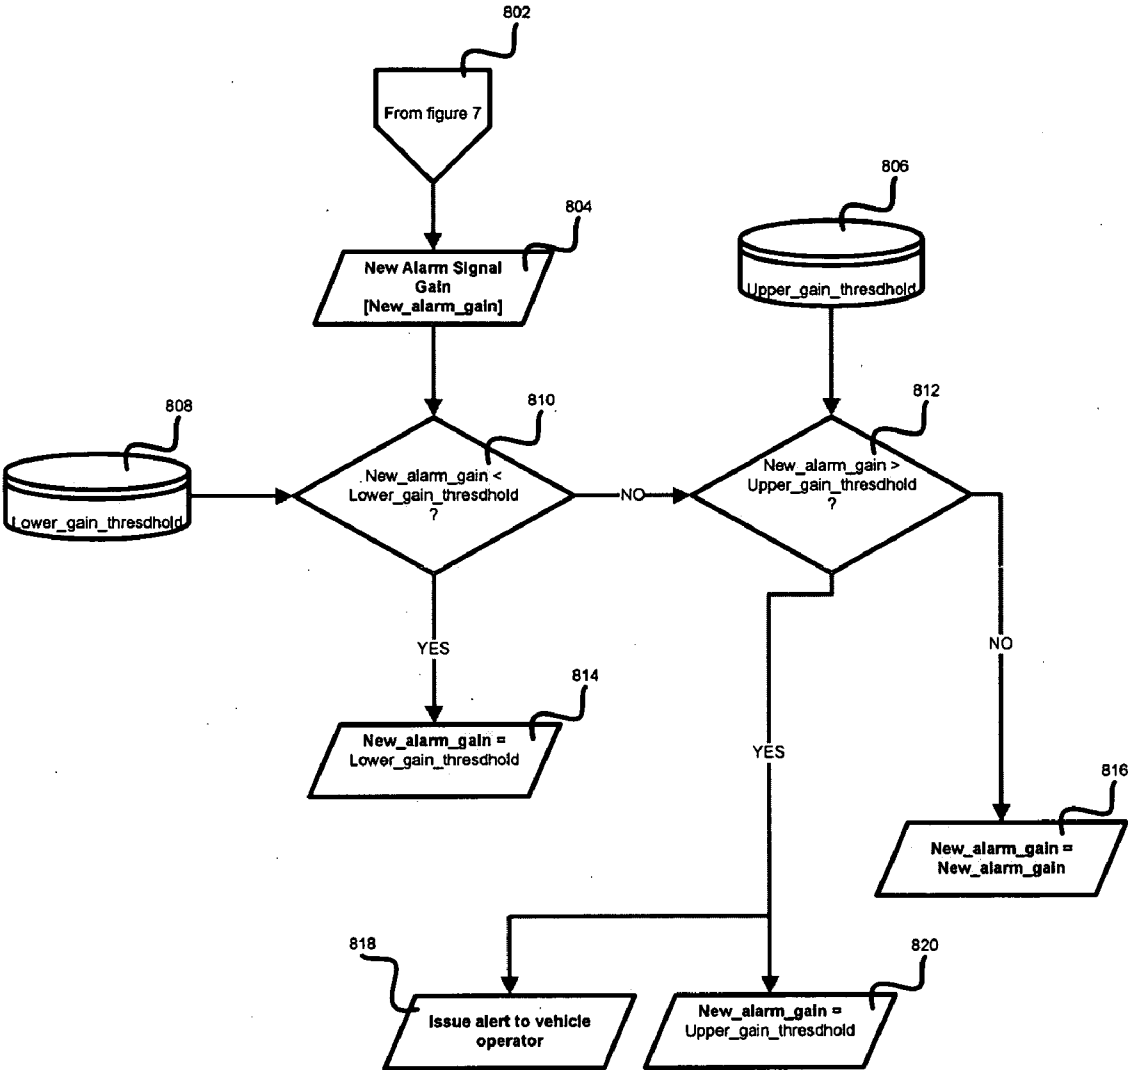 802
From figure 7
804
New Alarm Signal
Gain
[New_alarm_gain]
806
Upper_gain_thresdhold
808
Lower_gain_thresdhold
810
New_alarm_gain <
Lower_gain_thresdhold
?
NO
812
New_alarm_gain >
Upper_gain_thresdhold
?
YES
NO
814
New_alarm_gain =
Lower_gain_thresdhold
YES
816
New_alarm_gain =
New_alarm_gain
818
Issue alert to vehicle
operator
820
New_alarm_gain =
Upper_gain_thresdhold